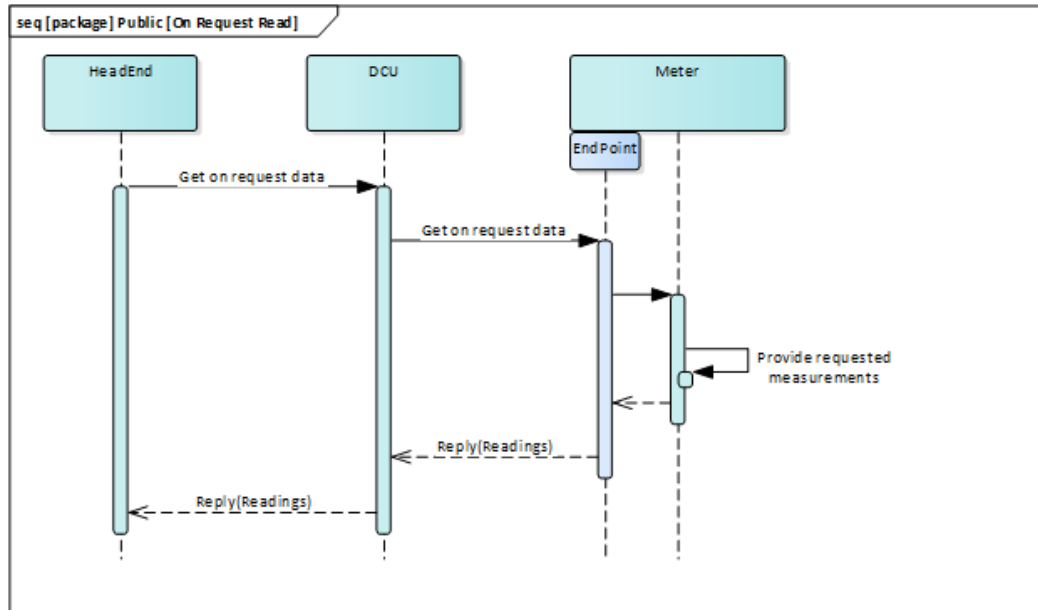 seq [package] Public [On Request Read]
HeadEnd
DCU
Meter
EndPoint
Get on request data
Get on request data
Provide requested
measurements
Reply(Readings)
Reply(Readings)